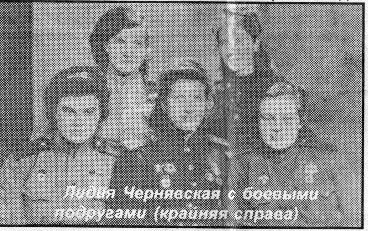 Лидия Чернявская с боевыми
подругами (крайняя справа)